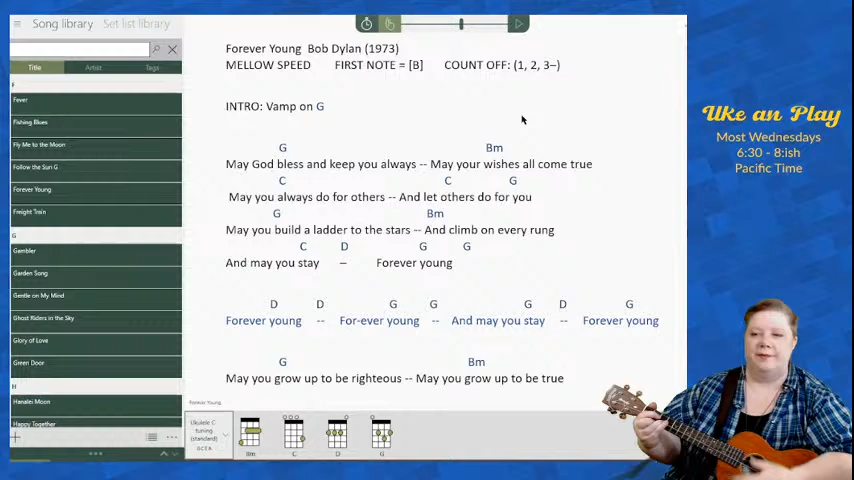 Song library Set list library
Title Artist Tags
F
Fever
Fishing Blues
Fly Me to the Moon
Follow the Sun G
Forever Young
Freight Train
G
Gambler
Garden Song
Gentle on My Mind
Ghost Riders in the Sky
Glory of Love
Green Door
H
Hanalei Moon
Happy Together
Forever Young Bob Dylan (1973)
MELLOW SPEED FIRST NOTE = [B] COUNT OFF: (1, 2, 3–)
INTRO: Vamp on G
G Bm
May God bless and keep you always -- May your wishes all come true
C C G
May you always do for others -- And let others do for you
G Bm
May you build a ladder to the stars -- And climb on every rung
C D G G
And may you stay – Forever young
D D G G G D G
Forever young -- For-ever young -- And may you stay -- Forever young
G Bm
May you grow up to be righteous -- May you grow up to be true
Forever Young
Ukulele C
tuning
(standard)
GCEA
Bm C D G
Uke an Play
Most Wednesdays
6:30 - 8:ish
Pacific Time